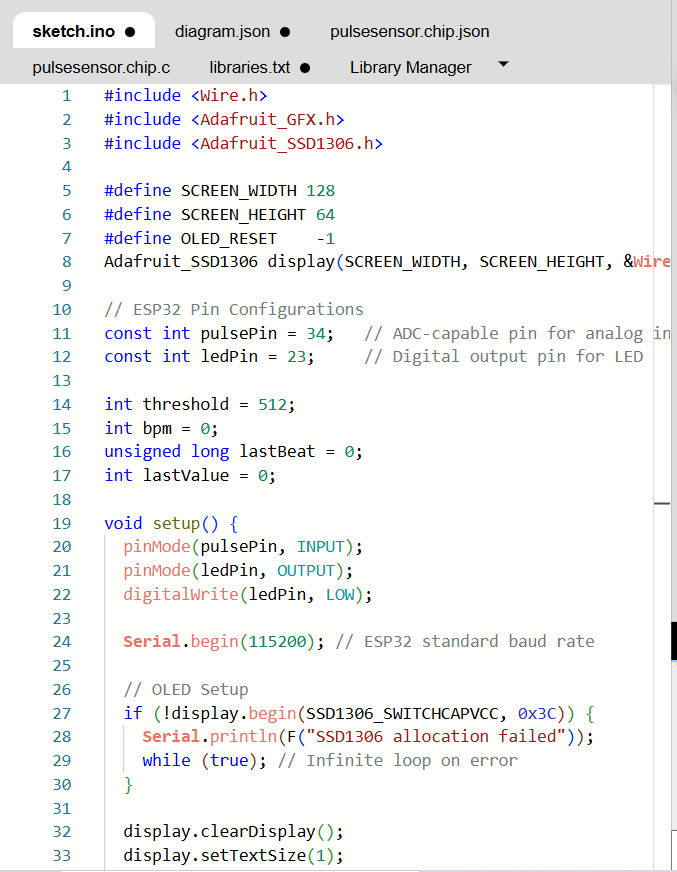 sketch.ino ● diagram.json ● pulsesensor.chip.json
pulsesensor.chip.c libraries.txt ● Library Manager
1 #include <Wire.h>
2 #include <Adafruit_GFX.h>
3 #include <Adafruit_SSD1306.h>
4
5 #define SCREEN_WIDTH 128
6 #define SCREEN_HEIGHT 64
7 #define OLED_RESET    -1
8 Adafruit_SSD1306 display(SCREEN_WIDTH, SCREEN_HEIGHT, &Wire
9
10 // ESP32 Pin Configurations
11 const int pulsePin = 34;   // ADC-capable pin for analog in
12 const int ledPin = 23;     // Digital output pin for LED
13
14 int threshold = 512;
15 int bpm = 0;
16 unsigned long lastBeat = 0;
17 int lastValue = 0;
18
19 void setup() {
20   pinMode(pulsePin, INPUT);
21   pinMode(ledPin, OUTPUT);
22   digitalWrite(ledPin, LOW);
23
24   Serial.begin(115200); // ESP32 standard baud rate
25
26   // OLED Setup
27   if (!display.begin(SSD1306_SWITCHCAPVCC, 0x3C)) {
28     Serial.println(F("SSD1306 allocation failed"));
29     while (true); // Infinite loop on error
30   }
31
32   display.clearDisplay();
33   display.setTextSize(1);